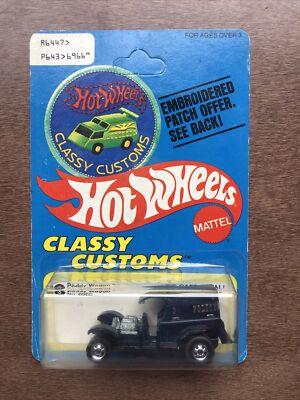 R6447>
P643>6966"
FOR AGES OVER 3
Hot Wheels
CLASSY CUSTOMS
EMBROIDERED
PATCH OFFER.
SEE BACK!
Hot Wheels
MATTEL
CLASSY
CUSTOMS™
Paddy Wagon